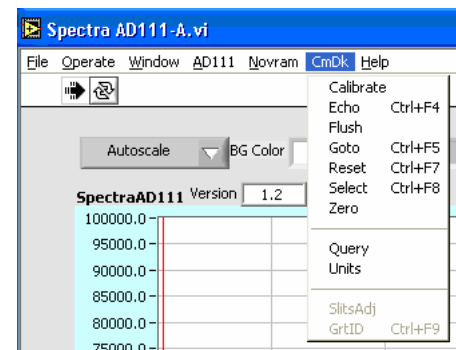 Spectra AD111-A.vi
File Operate Window AD111 Novram CmDk Help
Calibrate
Echo Ctrl+F4
Flush
Goto Ctrl+F5
Reset Ctrl+F7
Select Ctrl+F8
Zero
Query
Units
SlitsAdj
GrtID Ctrl+F9
Autoscale BG Color
SpectraAD111 Version 1.2
100000.0
95000.0
90000.0
85000.0
80000.0
75000.0